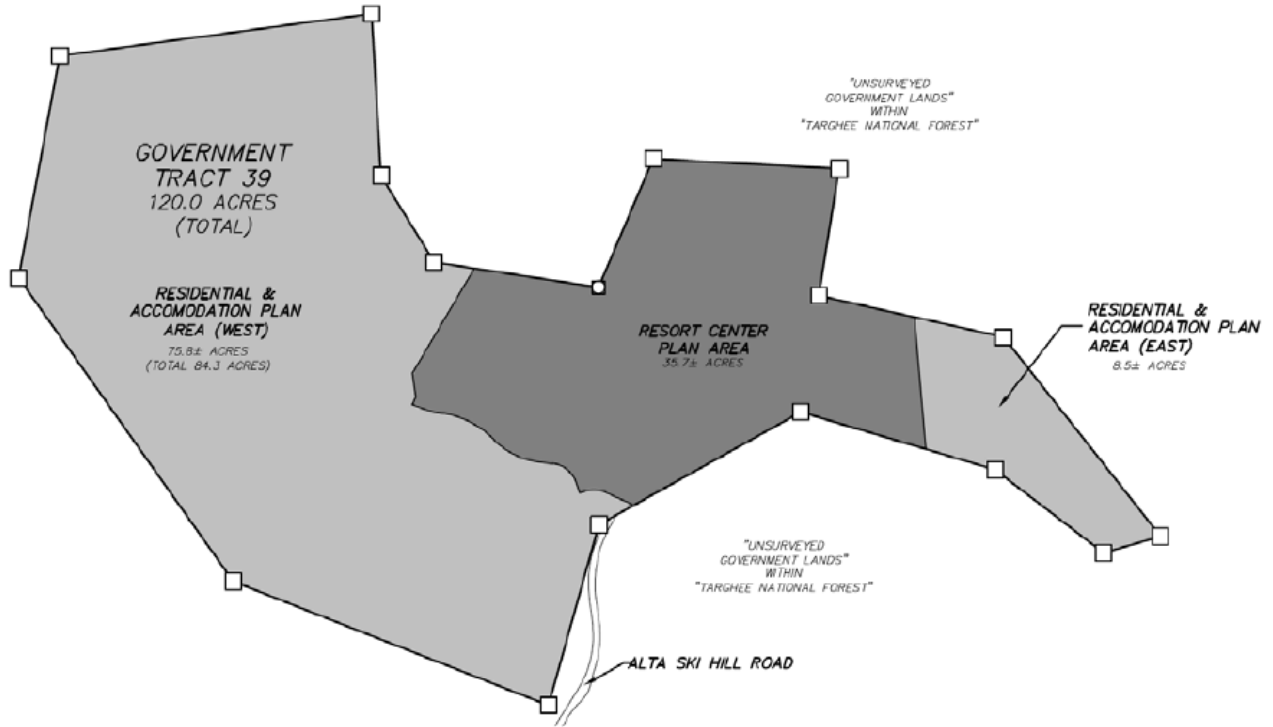 "UNSURVEYED
GOVERNMENT LANDS"
WITHIN
"TARGHEE NATIONAL FOREST"
GOVERNMENT
TRACT 39
120.0 ACRES
(TOTAL)
RESIDENTIAL &
ACCOMODATION PLAN
AREA (WEST)
75.8± ACRES
(TOTAL 84.3 ACRES)
RESORT CENTER
PLAN AREA
35.7± ACRES
RESIDENTIAL &
ACCOMODATION PLAN
AREA (EAST)
8.5± ACRES
"UNSURVEYED
GOVERNMENT LANDS"
WITHIN
"TARGHEE NATIONAL FOREST"
ALTA SKI HILL ROAD